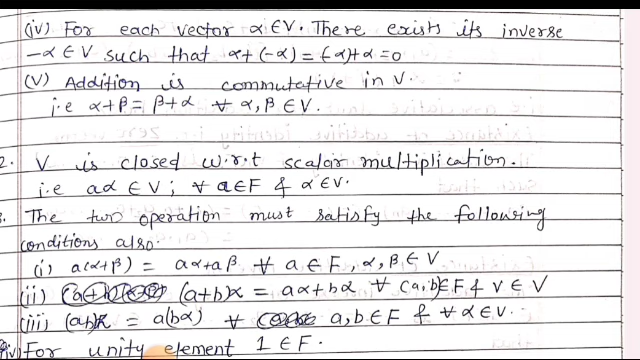 (iv) For each vector α ∈ V. There exists its inverse
-α ∈ V such that α + (-α) = (-α) + α = 0
(v) Addition is commutative in V.
i.e α + β = β + α ∀ α, β ∈ V.
2. V is closed w.r.t scalar multiplication.
i.e aα ∈ V; ∀ a ∈ F & α ∈ V.
3. The two operation must satisfy the following
conditions also.
(i) a(α+β) = aα + aβ ∀ a ∈ F, α, β ∈ V
(ii) (a+b)α = aα + bα ∀ (a,b) ∈ F & v ∈ V
(iii) (ab)α = a(bα) ∀ a, b ∈ F & ∀ α ∈ V.
(iv) For unity element 1 ∈ F.